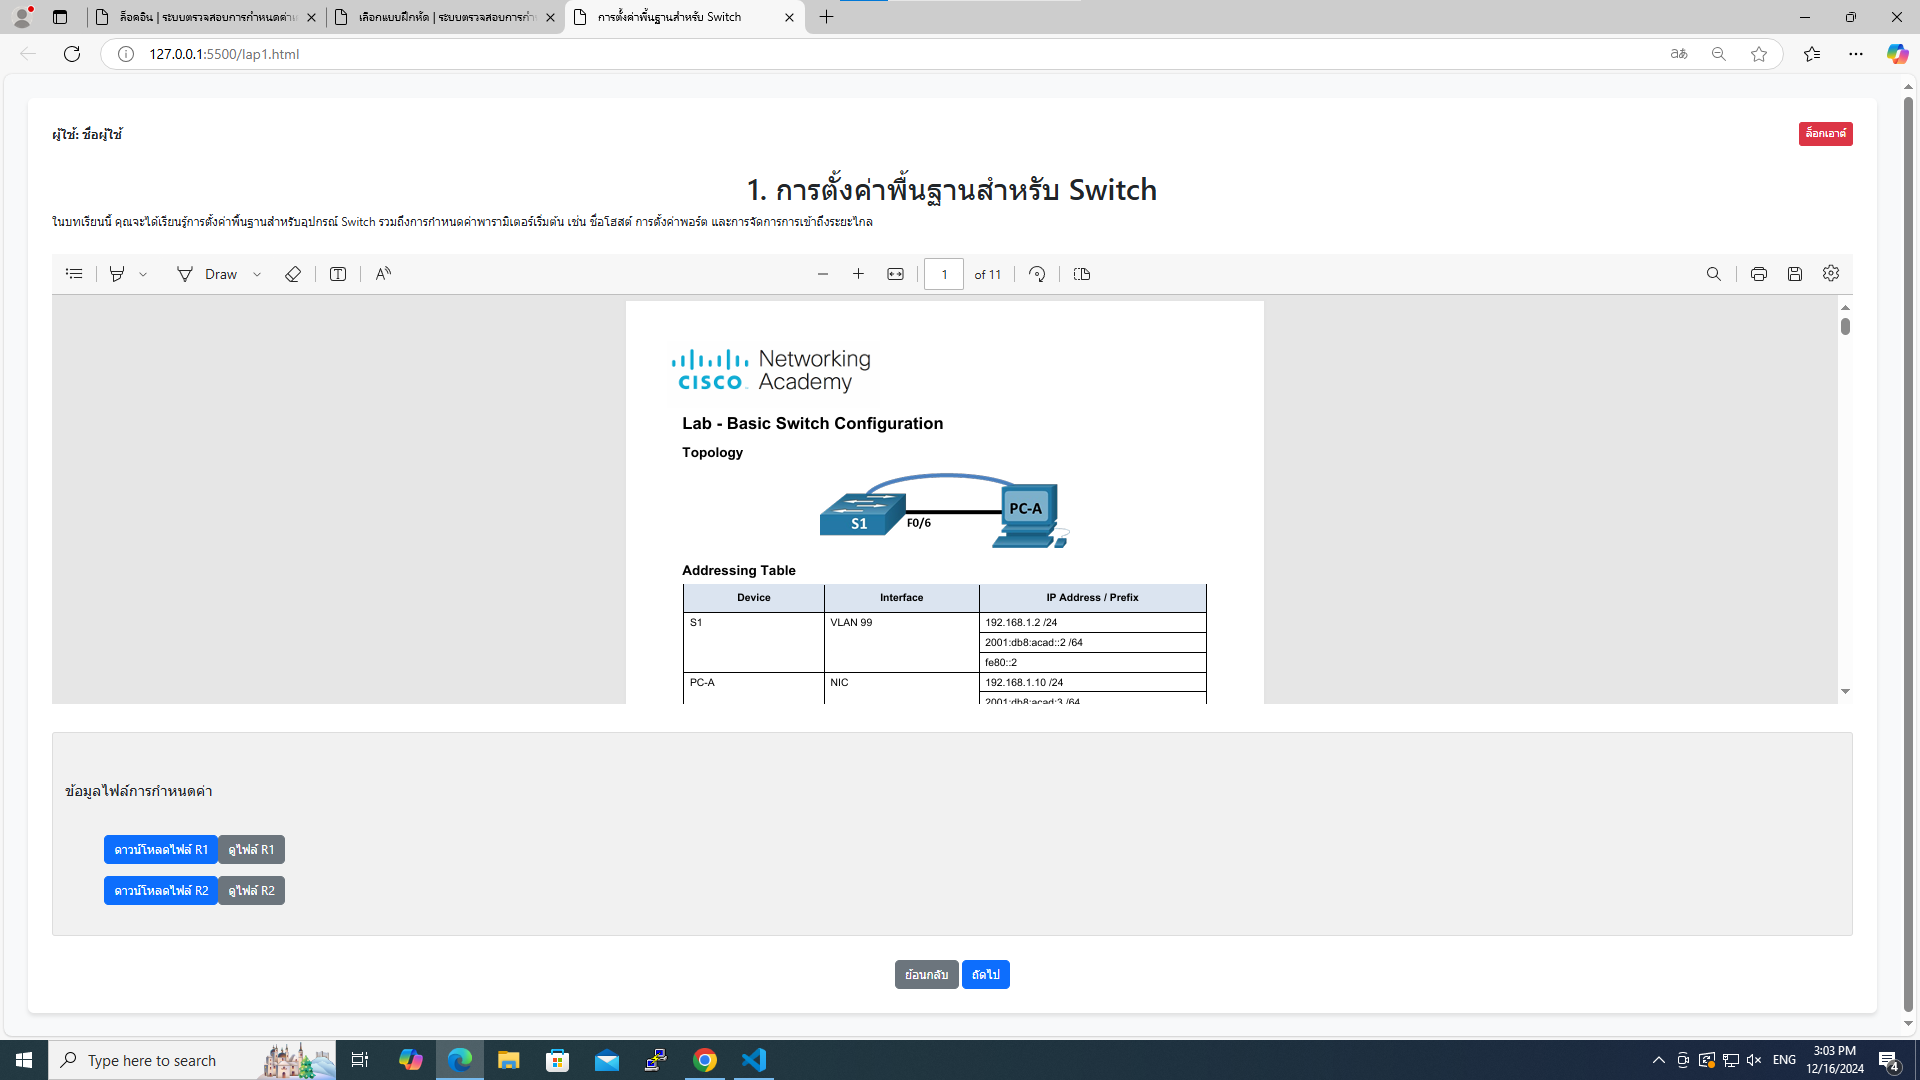 ล็อคอิน | ระบบตรวจสอบการกำหนดค่าเ
เลือกแบบฝึกหัด | ระบบตรวจสอบการกำห
การตั้งค่าพื้นฐานสำหรับ Switch
127.0.0.1:5500/lap1.html
ผู้ใช้: ชื่อผู้ใช้
ล็อกเอาต์
1. การตั้งค่าพื้นฐานสำหรับ Switch
ในบทเรียนนี้ คุณจะได้เรียนรู้การตั้งค่าพื้นฐานสำหรับอุปกรณ์ Switch รวมถึงการกำหนดค่าพารามิเตอร์เริ่มต้น เช่น ชื่อโฮสต์ การตั้งค่าพอร์ต และการจัดการการเข้าถึงระยะไกล
Draw
1 of 11
Networking
CISCO Academy
Lab - Basic Switch Configuration
Topology
S1
F0/6
PC-A
Addressing Table
Device Interface IP Address / Prefix
S1 VLAN 99 192.168.1.2 /24
2001:db8:acad::2 /64
fe80::2
PC-A NIC 192.168.1.10 /24
2001:db8:acad:3 /64
ข้อมูลไฟล์การกำหนดค่า
ดาวน์โหลดไฟล์ R1 ดูไฟล์ R1
ดาวน์โหลดไฟล์ R2 ดูไฟล์ R2
ย้อนกลับ ถัดไป
Type here to search
ENG
3:03 PM
12/16/2024
4